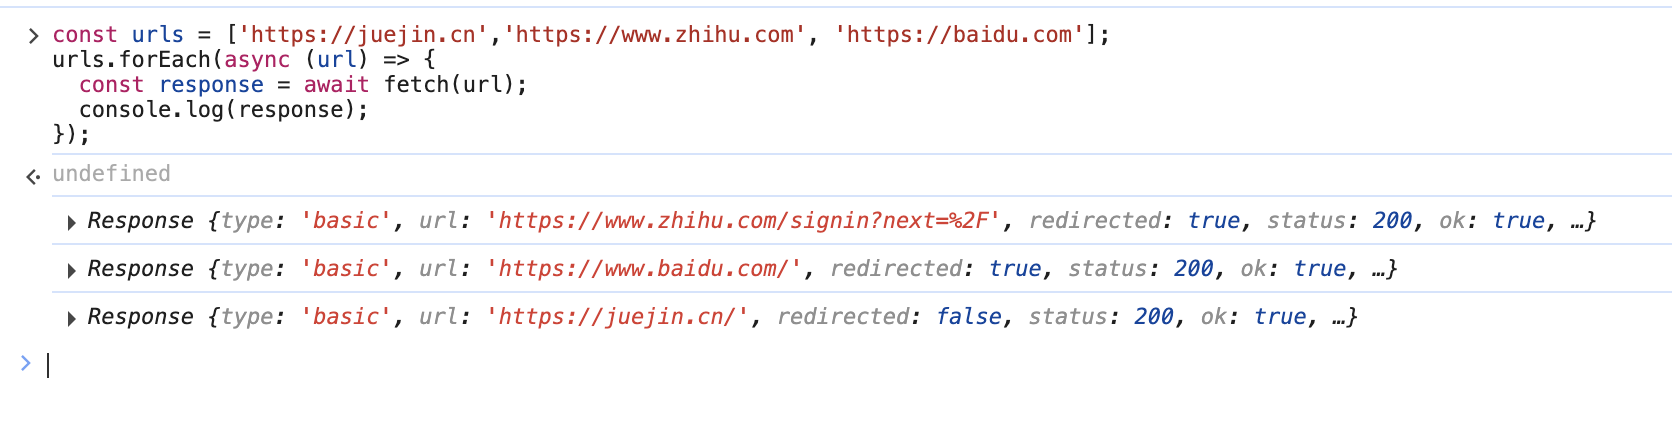 const urls = ['https://juejin.cn','https://www.zhihu.com', 'https://baidu.com'];
urls.forEach(async (url) => {
  const response = await fetch(url);
  console.log(response);
});
undefined
Response {type: 'basic', url: 'https://www.zhihu.com/signin?next=%2F', redirected: true, status: 200, ok: true, …}
Response {type: 'basic', url: 'https://www.baidu.com/', redirected: true, status: 200, ok: true, …}
Response {type: 'basic', url: 'https://juejin.cn/', redirected: false, status: 200, ok: true, …}